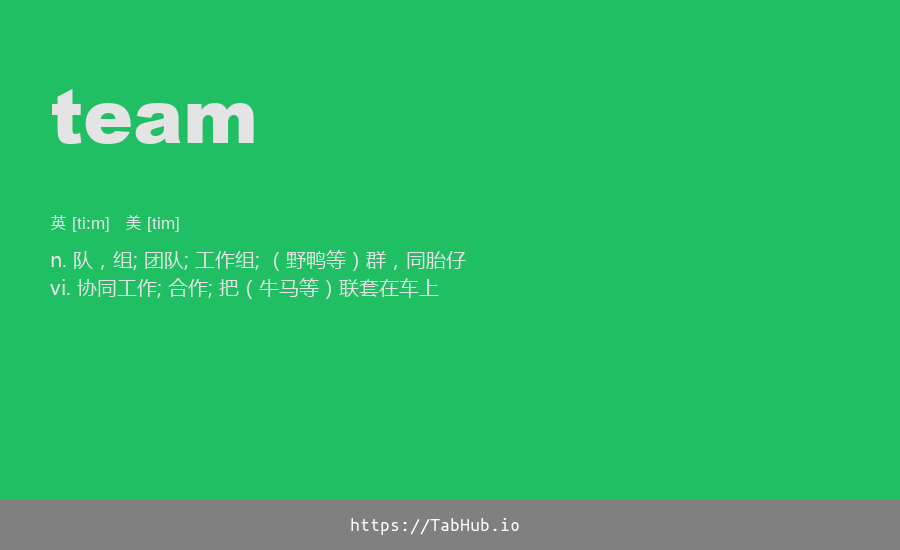 team
英 [ti:m] 美 [tim]
n. 队，组; 团队; 工作组; （野鸭等）群，同胎仔
vi. 协同工作; 合作; 把（牛马等）联套在车上
https://TabHub.io